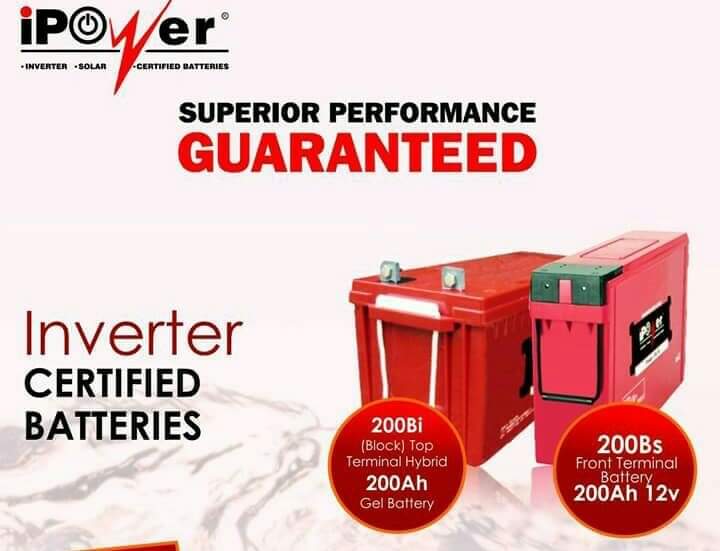 iPower®
•INVERTER •SOLAR •CERTIFIED BATTERIES
SUPERIOR PERFORMANCE
GUARANTEED
Inverter
CERTIFIED
BATTERIES
iPower
200Bi
(Block) Top
Terminal Hybrid
200Ah
Gel Battery
200Bs
Front Terminal
Battery
200Ah 12v